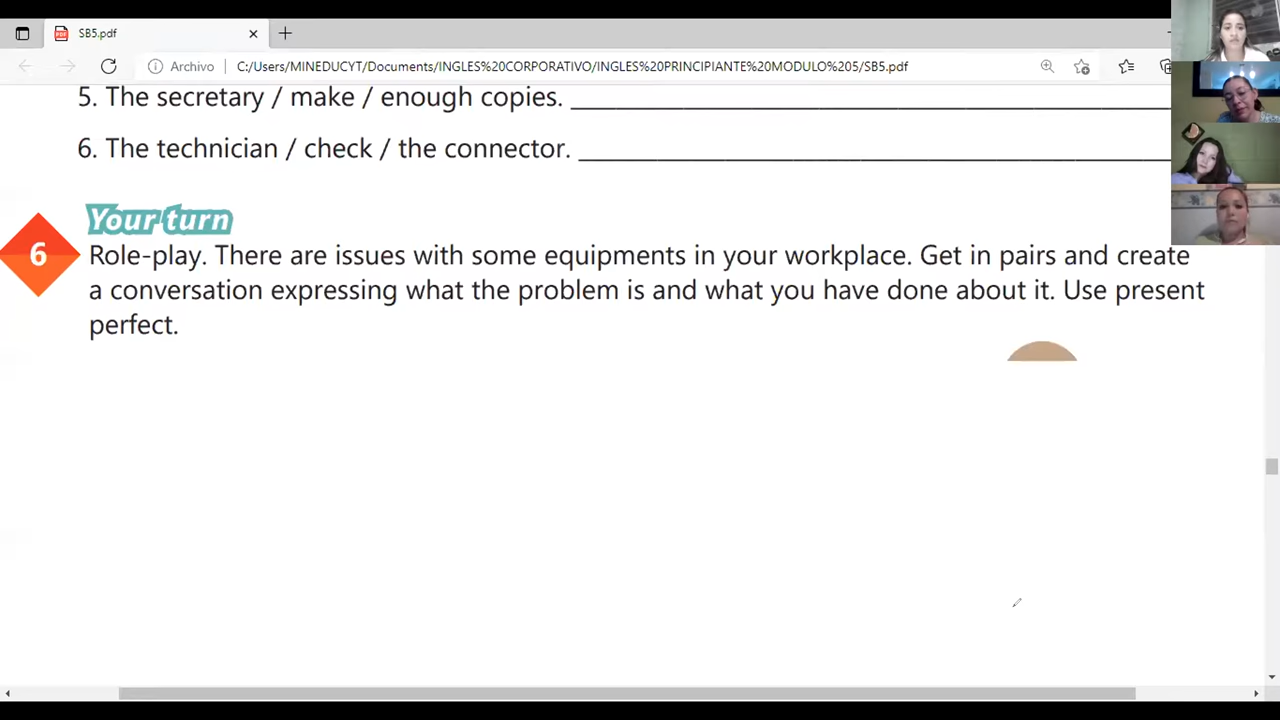 SB5.pdf
Archivo
C:/Users/MINEDUCYT/Documents/INGLES%20CORPORATIVO/INGLES%20PRINCIPIANTE%20MODULO%205/SB5.pdf
5. The secretary / make / enough copies. ____________________
6. The technician / check / the connector. ____________________
Your turn
6
Role-play. There are issues with some equipments in your workplace. Get in pairs and create
a conversation expressing what the problem is and what you have done about it. Use present
perfect.